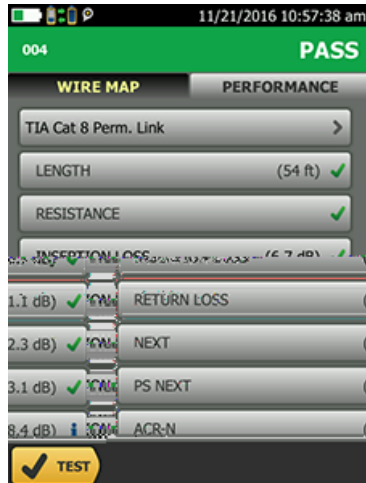 11/21/2016 10:57:38 am
004 PASS
WIRE MAP PERFORMANCE
TIA Cat 8 Perm. Link
LENGTH (54 ft)
RESISTANCE
INSERTION LOSS (6.7 dB)
1.1 dB) RETURN LOSS
2.3 dB) NEXT
3.1 dB) PS NEXT
8.4 dB) ACR-N
TEST